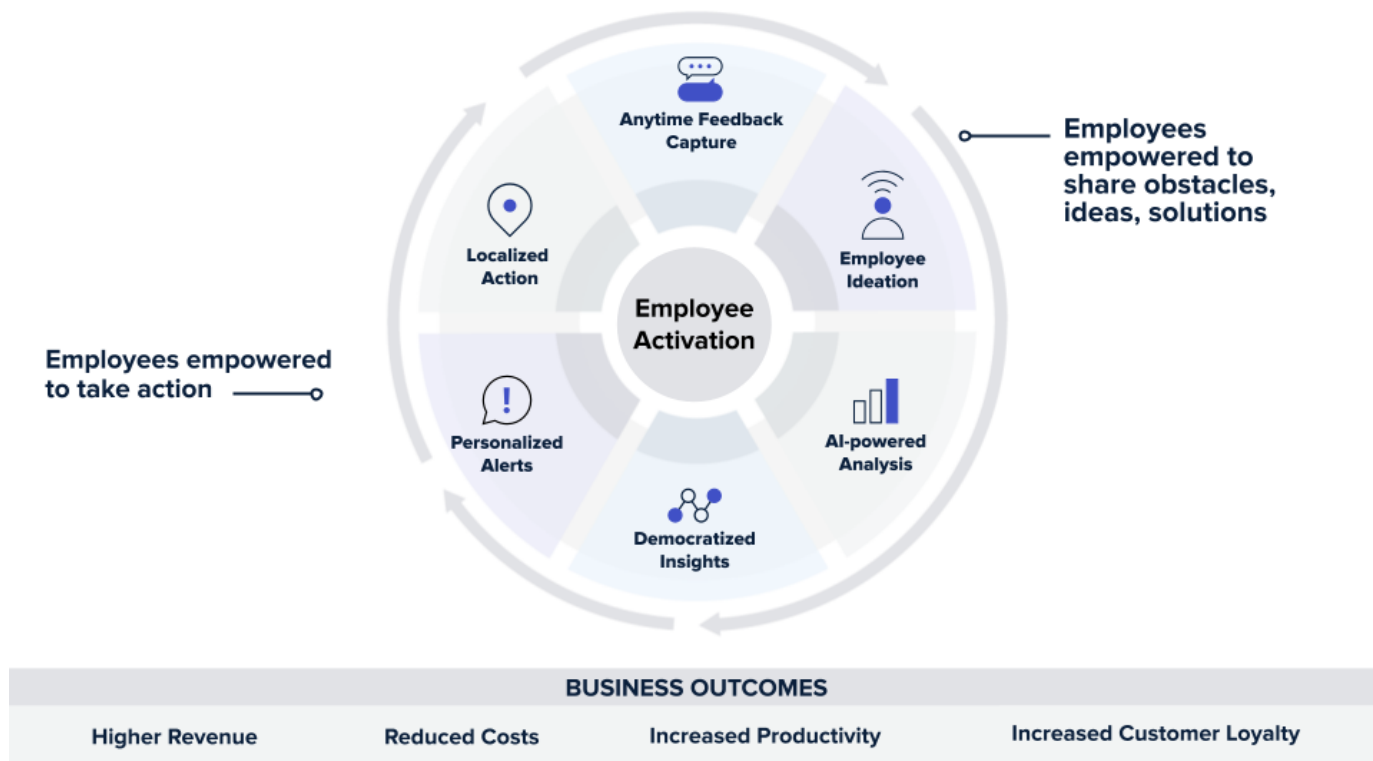 Anytime Feedback
Capture
Employees
empowered to
share obstacles,
ideas, solutions
Employee
Ideation
Localized
Action
Employee
Activation
Employees empowered
to take action
Personalized
Alerts
AI-powered
Analysis
Democratized
Insights
BUSINESS OUTCOMES
Higher Revenue
Reduced Costs
Increased Productivity
Increased Customer Loyalty